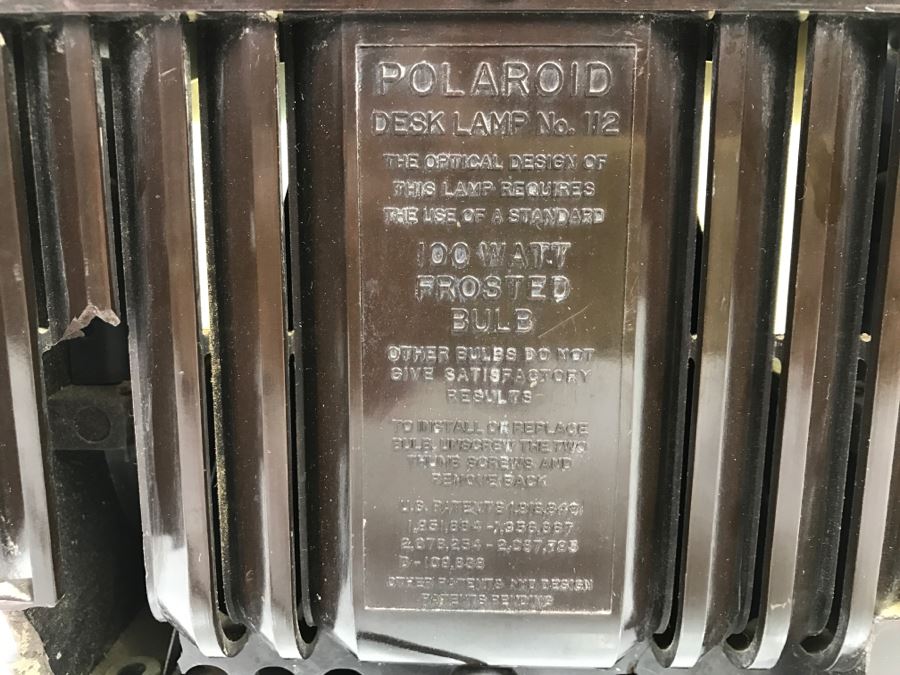 POLAROID
DESK LAMP No. 112
THE OPTICAL DESIGN OF
THIS LAMP REQUIRES
THE USE OF A STANDARD
100 WATT
FROSTED
BULB
OTHER BULBS DO NOT
GIVE SATISFACTORY
RESULTS
TO INSTALL OR REPLACE
BULB, UNSCREW THE TWO
THUMB SCREWS AND
REMOVE BACK
U.S. PATENTS
OTHER PATENTS AND DESIGN
PATENTS PENDING